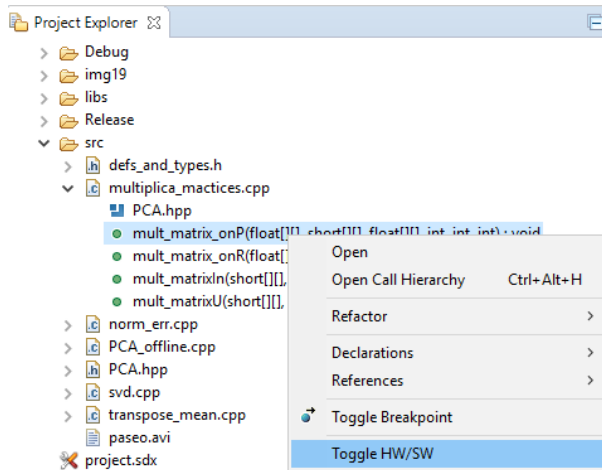 Project Explorer
Debug
img19
libs
Release
src
.h defs_and_types.h
.c multiplica_mactices.cpp
PCA.hpp
mult_matrix_onP(float[][], short[][], float[][], int, int, int) : void
mult_matrix_onR(float[]
mult_matrixIn(short[][],
mult_matrixU(short[][],
.c norm_err.cpp
.c PCA_offline.cpp
.h PCA.hpp
.c svd.cpp
.c transpose_mean.cpp
paseo.avi
project.sdx
Open
Open Call Hierarchy Ctrl+Alt+H
Refactor
Declarations
References
Toggle Breakpoint
Toggle HW/SW